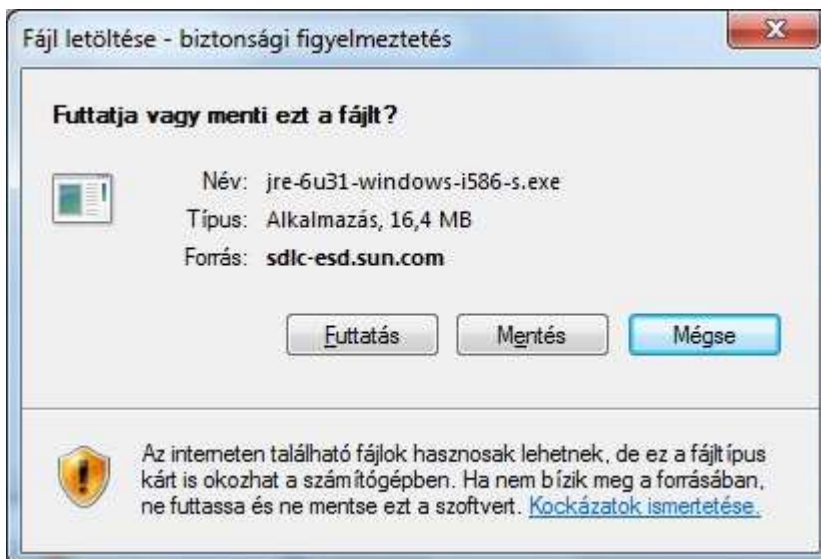 Fájl letöltése - biztonsági figyelmeztetés
Futtatja vagy menti ezt a fájlt?
Név: jre-6u31-windows-i586-s.exe
Típus: Alkalmazás, 16,4 MB
Forrás: sdlc-esd.sun.com
Futtatás Mentés Mégse
Az interneten található fájlok hasznosak lehetnek, de ez a fájltípus
kárt is okozhat a számítógépben. Ha nem bízik meg a forrásában,
ne futtassa és ne mentse ezt a szoftvert. Kockázatok ismertetése.